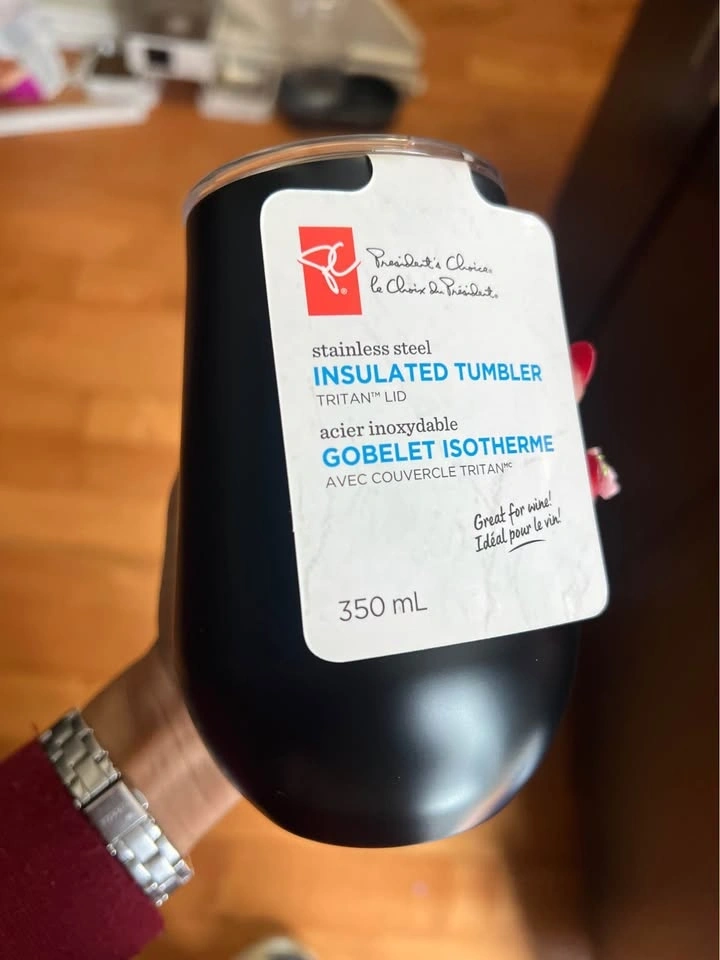 PC®
President's Choice®
le Choix du Président®
stainless steel
INSULATED TUMBLER
TRITAN™ LID
acier inoxydable
GOBELET ISOTHERME
AVEC COUVERCLE TRITANᴹᶜ
Great for wine!
Idéal pour le vin!
350 mL